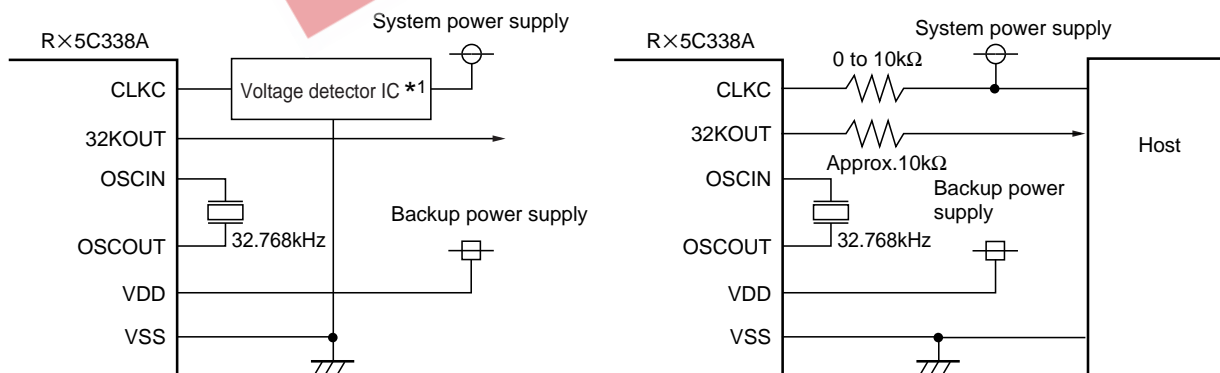 System power supply
R×5C338A
CLKC
Voltage detector IC *1
32KOUT
OSCIN
OSCOUT
32.768kHz
Backup power supply
VDD
VSS
System power supply
R×5C338A
0 to 10kΩ
CLKC
32KOUT
Approx.10kΩ
Host
OSCIN
OSCOUT
32.768kHz
Backup power
supply
VDD
VSS